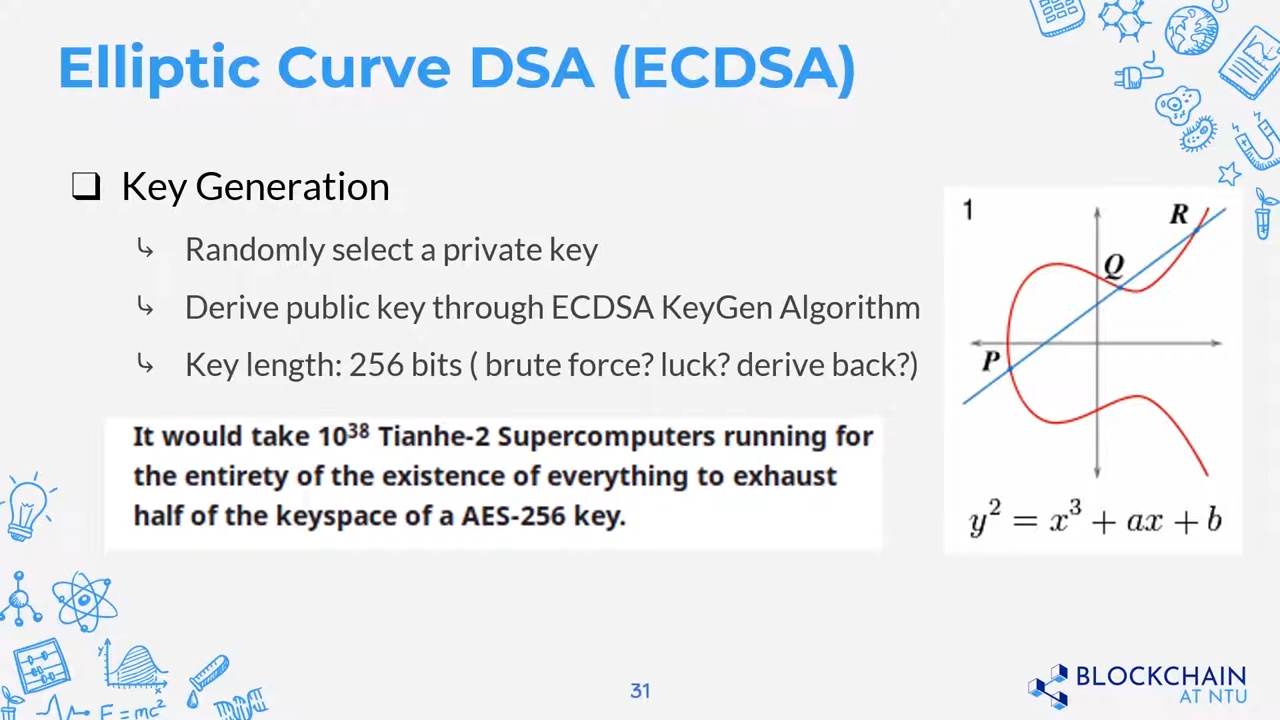 Elliptic Curve DSA (ECDSA)
❑ Key Generation
↳ Randomly select a private key
↳ Derive public key through ECDSA KeyGen Algorithm
↳ Key length: 256 bits ( brute force? luck? derive back?)
It would take 10³⁸ Tianhe-2 Supercomputers running for
the entirety of the existence of everything to exhaust
half of the keyspace of a AES-256 key.
1
R
Q
P
y² = x³ + ax + b
y
x
F=mc²
31
BLOCKCHAIN
AT NTU